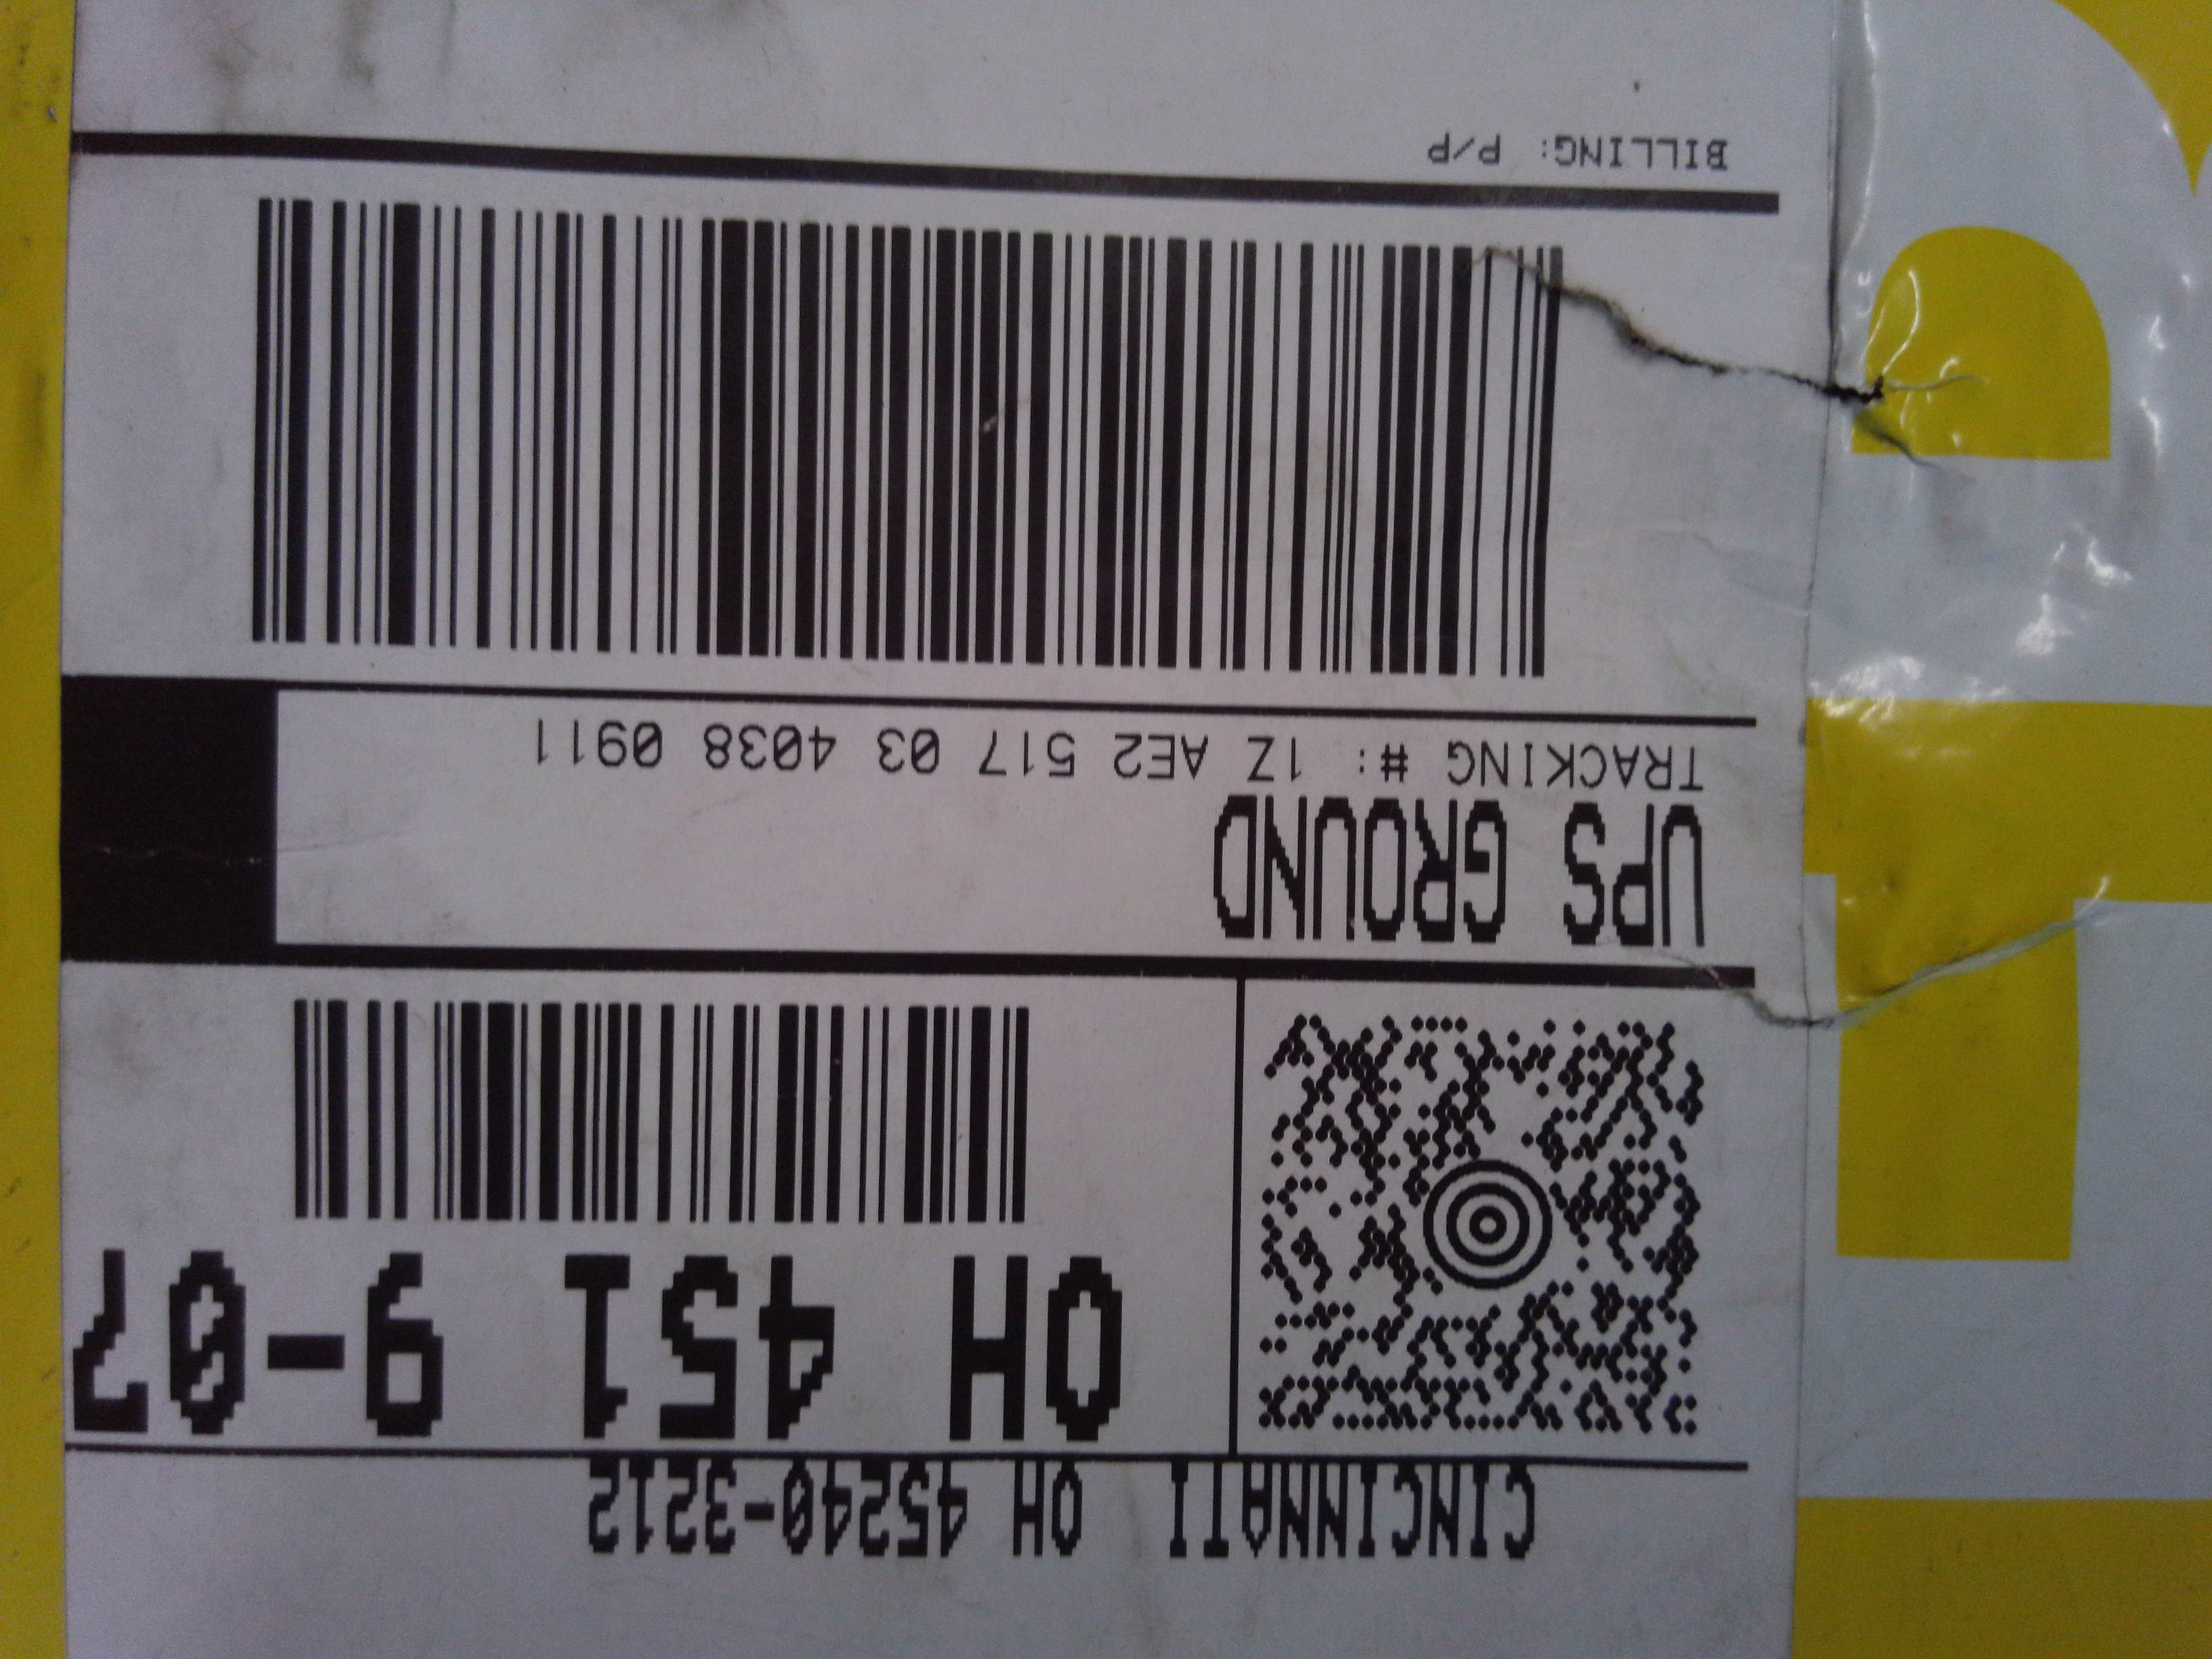 CINCINNATI OH 45240-3212
OH 451 9-07
UPS GROUND
TRACKING #: 1Z AE2 517 03 4038 0911
BILLING: P/P